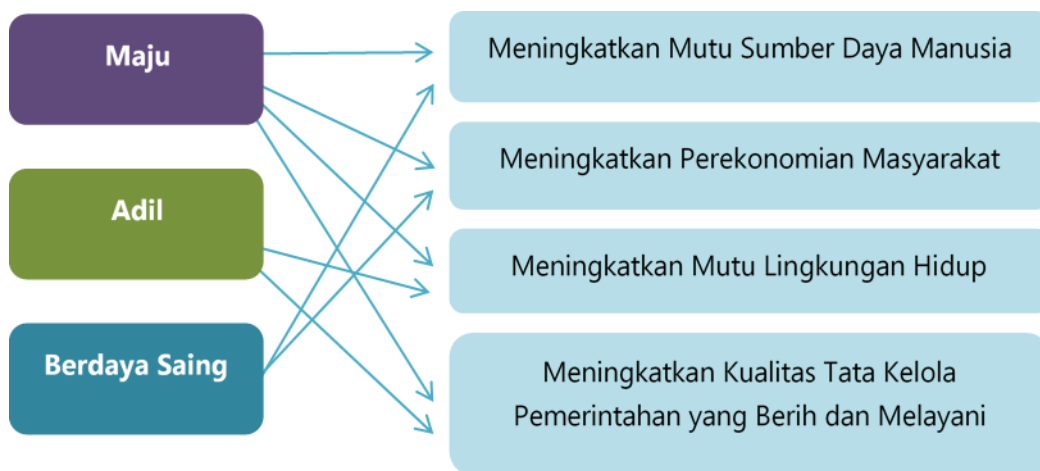 Maju
Adil
Berdaya Saing
Meningkatkan Mutu Sumber Daya Manusia
Meningkatkan Perekonomian Masyarakat
Meningkatkan Mutu Lingkungan Hidup
Meningkatkan Kualitas Tata Kelola
Pemerintahan yang Berih dan Melayani